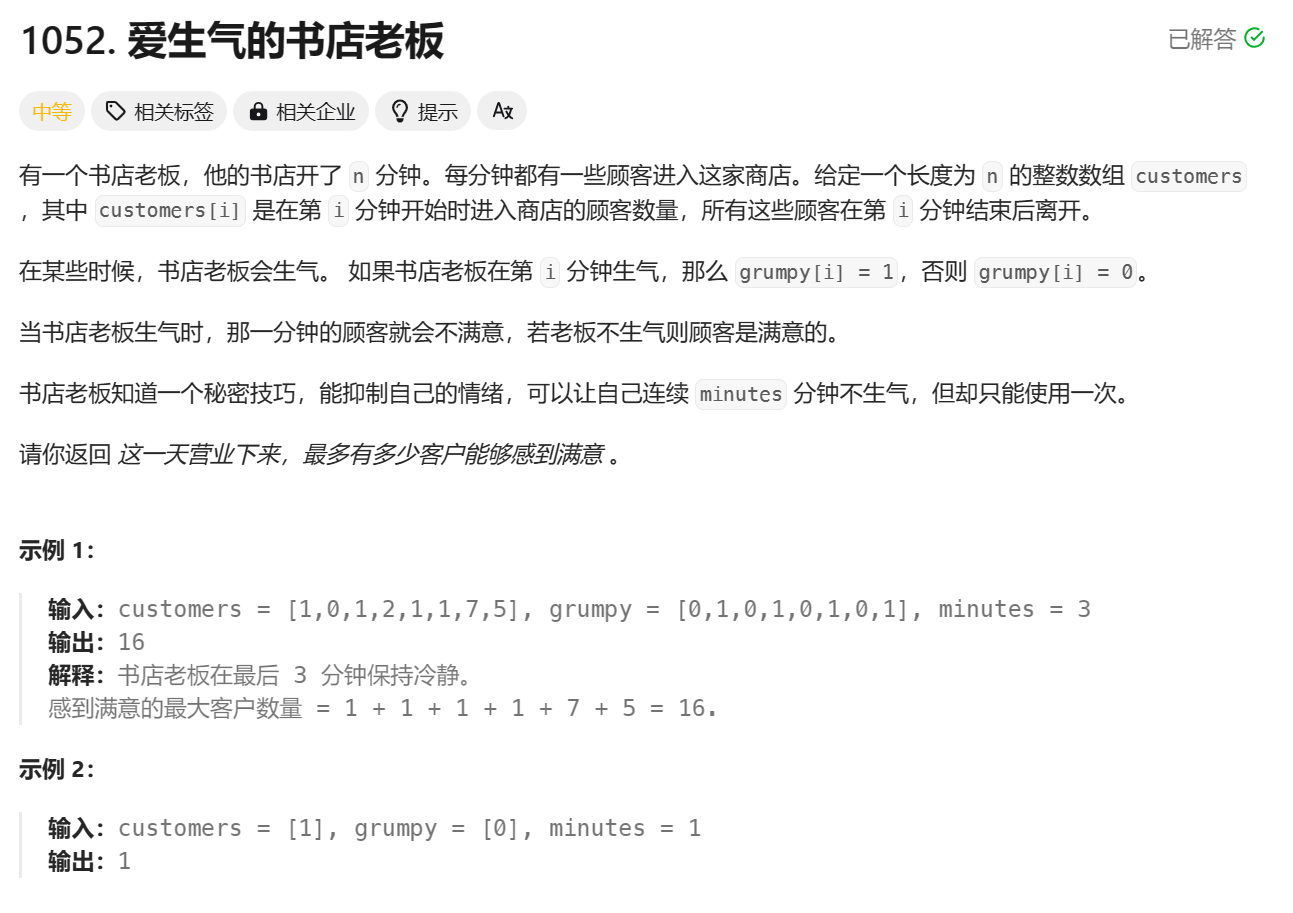 1052. 爱生气的书店老板
已解答
中等 相关标签 相关企业 提示
有一个书店老板，他的书店开了 n 分钟。每分钟都有一些顾客进入这家商店。给定一个长度为 n 的整数数组 customers
，其中 customers[i] 是在第 i 分钟开始时进入商店的顾客数量，所有这些顾客在第 i 分钟结束后离开。
在某些时候，书店老板会生气。 如果书店老板在第 i 分钟生气，那么 grumpy[i] = 1，否则 grumpy[i] = 0。
当书店老板生气时，那一分钟的顾客就会不满意，若老板不生气则顾客是满意的。
书店老板知道一个秘密技巧，能抑制自己的情绪，可以让自己连续 minutes 分钟不生气，但却只能使用一次。
请你返回 这一天营业下来，最多有多少客户能够感到满意 。
示例 1：
输入：customers = [1,0,1,2,1,1,7,5], grumpy = [0,1,0,1,0,1,0,1], minutes = 3
输出：16
解释：书店老板在最后 3 分钟保持冷静。
感到满意的最大客户数量 = 1 + 1 + 1 + 1 + 7 + 5 = 16.
示例 2：
输入：customers = [1], grumpy = [0], minutes = 1
输出：1